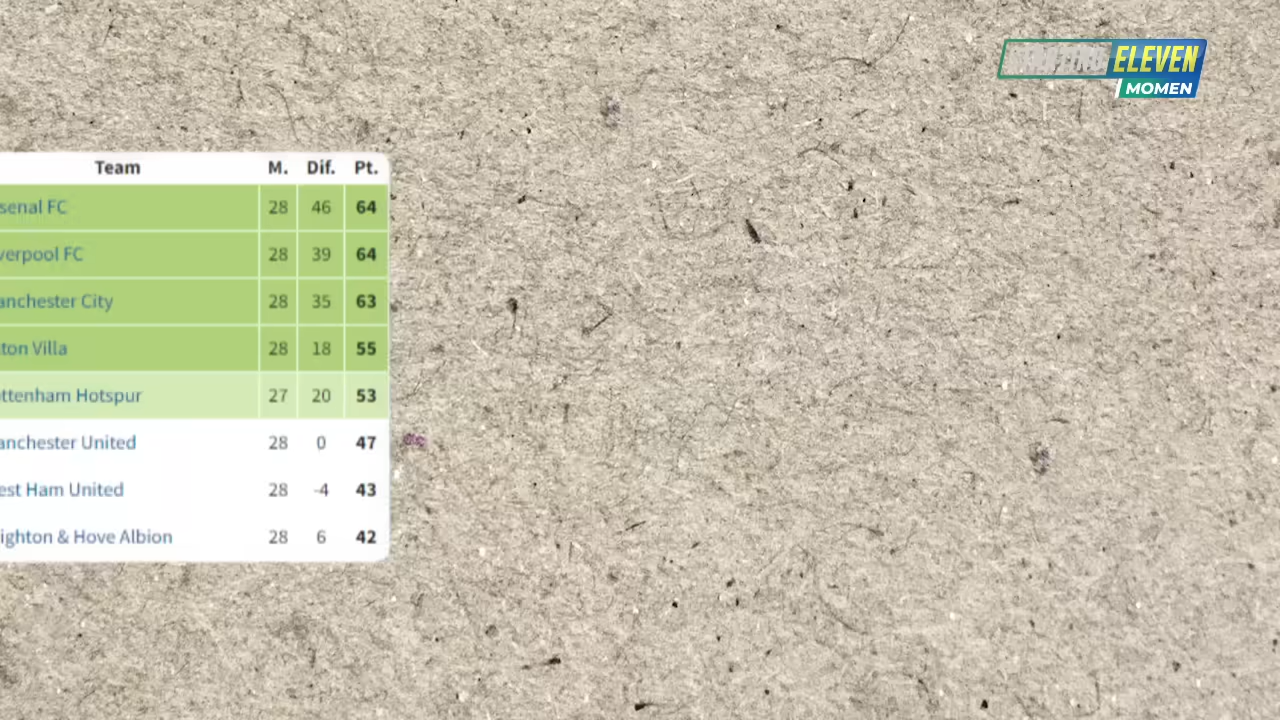 ELEVEN
MOMEN
Team M. Dif. Pt.
senal FC 28 46 64
verpool FC 28 39 64
anchester City 28 35 63
ton Villa 28 18 55
ttenham Hotspur 27 20 53
anchester United 28 0 47
est Ham United 28 -4 43
ighton & Hove Albion 28 6 42